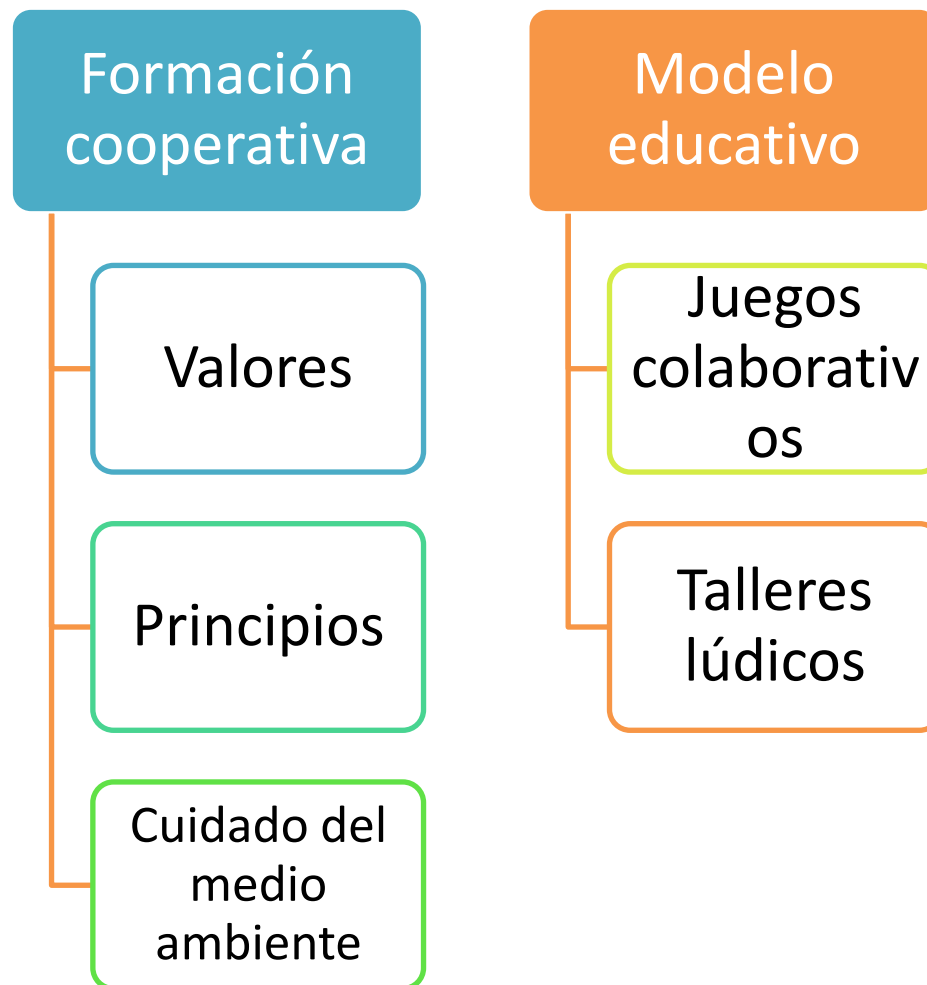 Formación
cooperativa
Valores
Principios
Cuidado del
medio
ambiente
Modelo
educativo
Juegos
colaborativ
os
Talleres
lúdicos